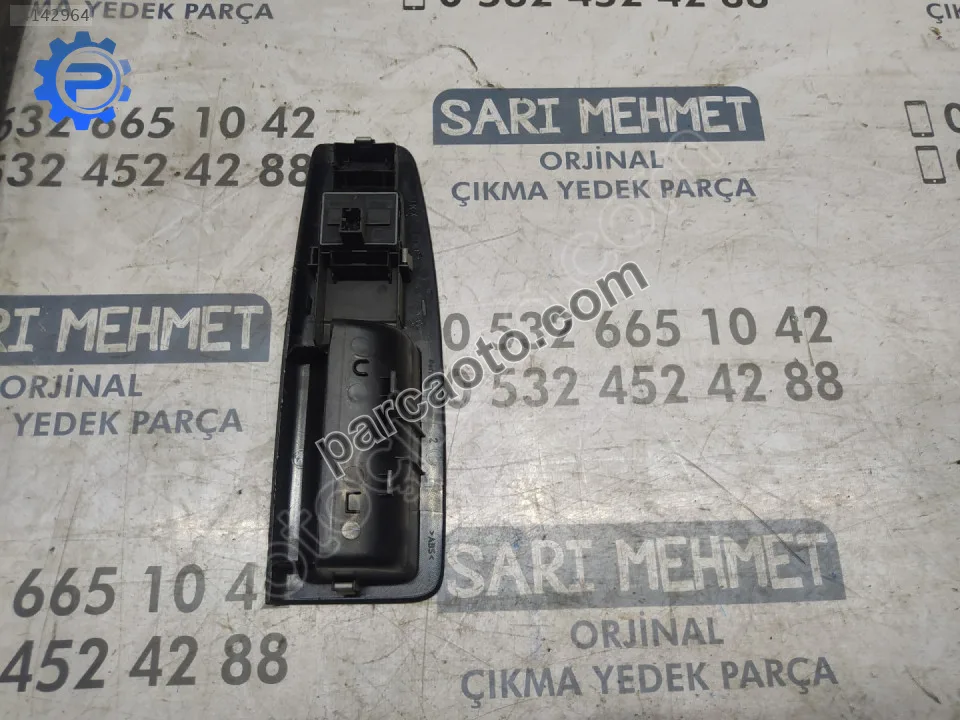 142964
0 532 452 42 88
P
632 665 10 42
532 452 42 88
SARI MEHMET
ORJİNAL
ÇIKMA YEDEK PARÇA
0
SARI MEHMET
ORJİNAL
YEDEK PARÇA
0 532 665 10 42
0 532 452 42 88
parcaoto.com
>ABS<
665 10 4
452 42 88
SARI MEHMET
ORJİNAL
ÇIKMA YEDEK PARÇA